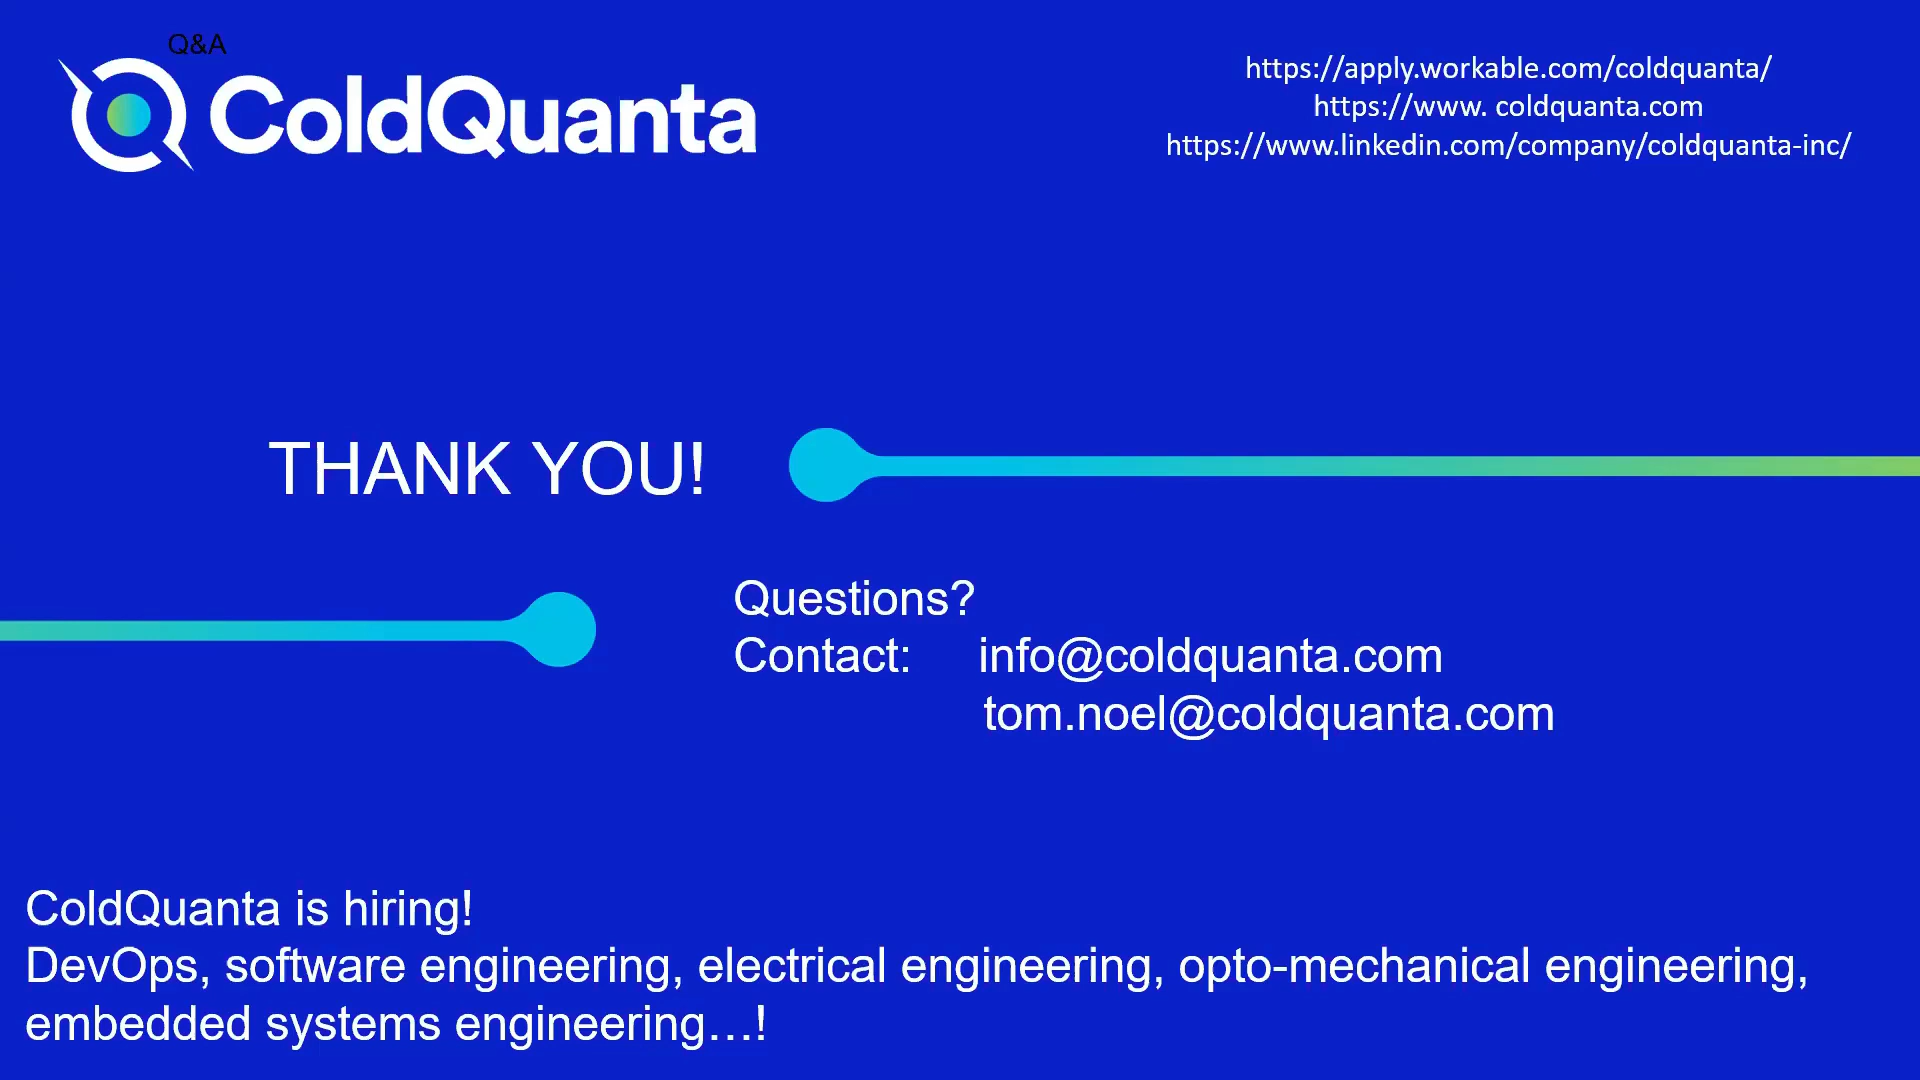 Q&A
ColdQuanta
https://apply.workable.com/coldquanta/
https://www. coldquanta.com
https://www.linkedin.com/company/coldquanta-inc/
THANK YOU!
Questions?
Contact: info@coldquanta.com
tom.noel@coldquanta.com
ColdQuanta is hiring!
DevOps, software engineering, electrical engineering, opto-mechanical engineering,
embedded systems engineering…!